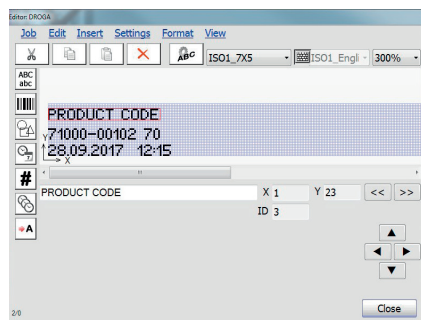 Editor: DROGA
Job Edit Insert Settings Format View
ABC ISO1_7X5 ISO1_Engli 300%
ABC
abc
PRODUCT CODE
Y 71000-00102 70
28.09.2017 12:15
X
#
PRODUCT CODE X 1 Y 23 << >>
ID 3
A
2/0 Close